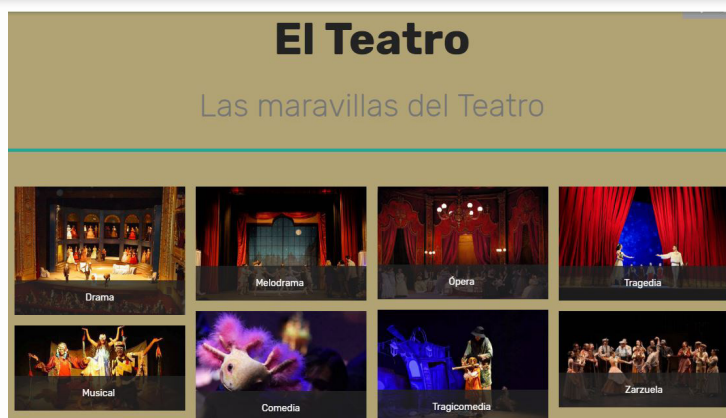 El Teatro
Las maravillas del Teatro
Drama
Melodrama
Ópera
Tragedia
Musical
Comedia
Tragicomedia
Zarzuela